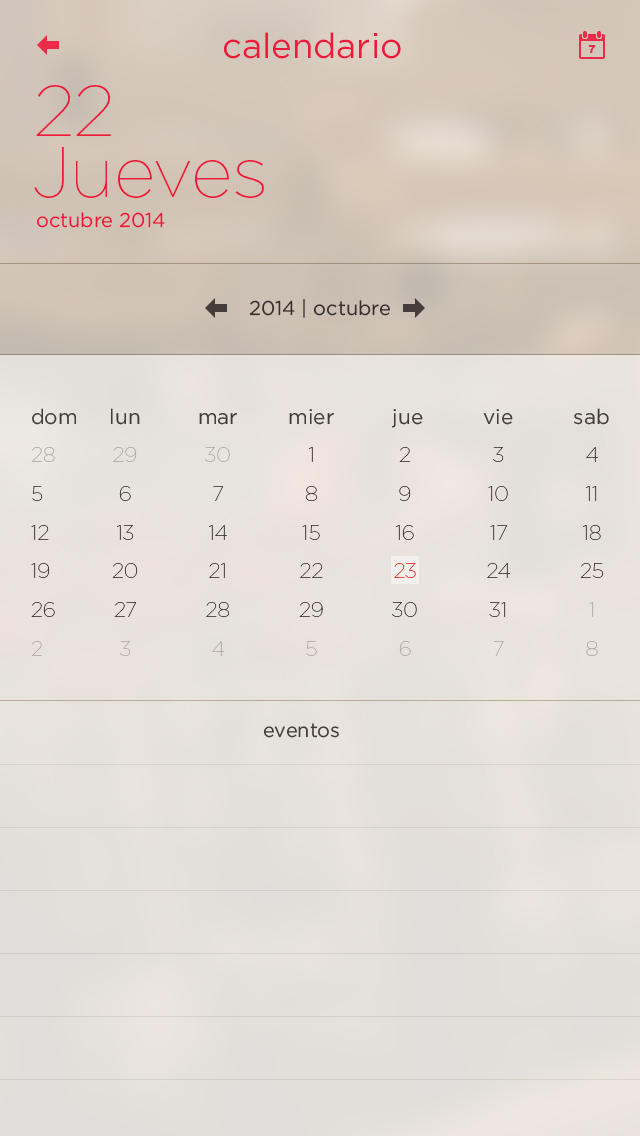 calendario
7
22
Jueves
octubre 2014
2014 | octubre
dom lun mar mier jue vie sab
28 29 30 1 2 3 4
5 6 7 8 9 10 11
12 13 14 15 16 17 18
19 20 21 22 23 24 25
26 27 28 29 30 31 1
2 3 4 5 6 7 8
eventos